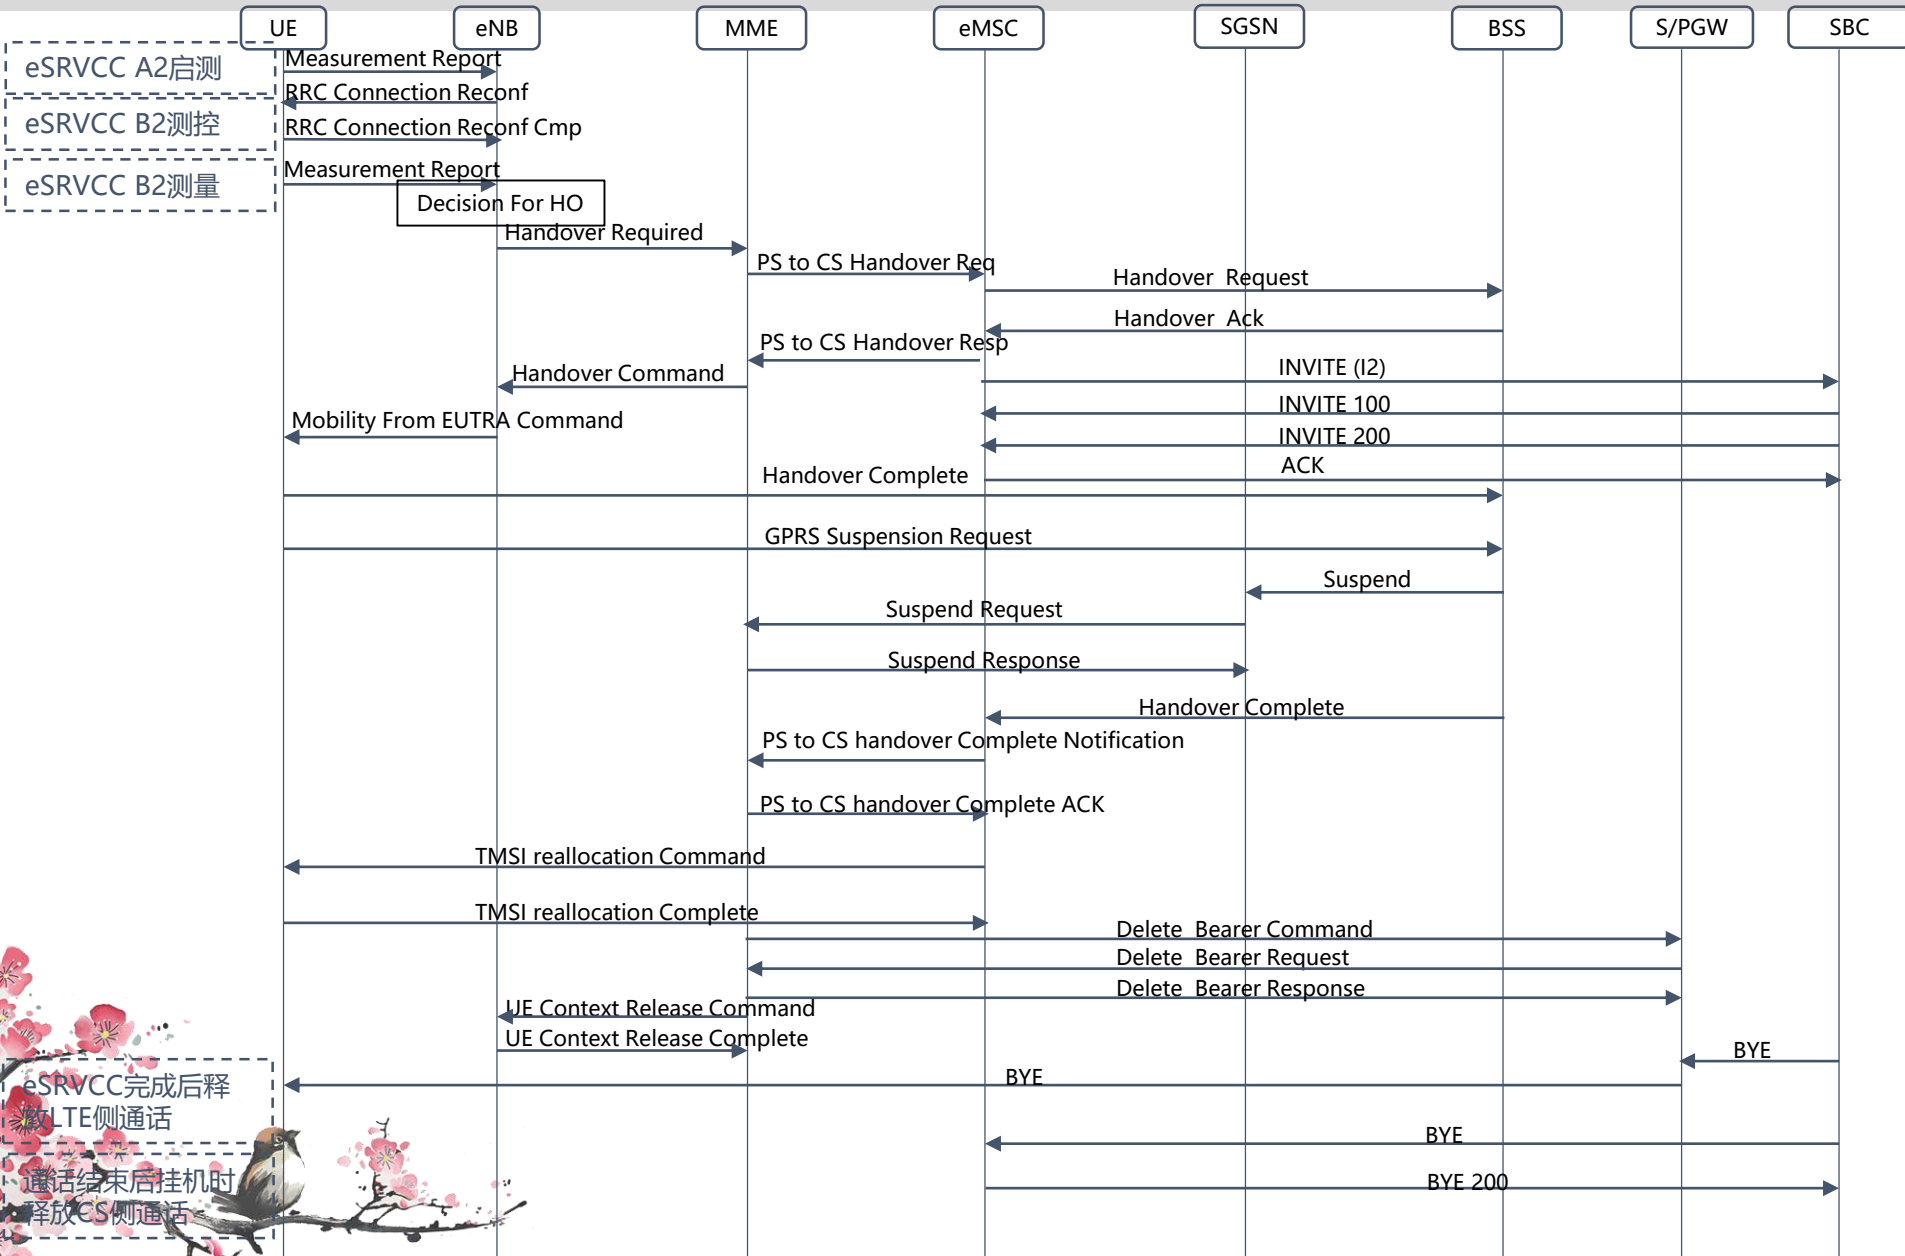 UE eNB MME eMSC SGSN BSS S/PGW SBC
eSRVCC A2启测
Measurement Report
RRC Connection Reconf
eSRVCC B2测控
RRC Connection Reconf Cmp
eSRVCC B2测量
Measurement Report
Decision For HO
Handover Required
PS to CS Handover Req
Handover Request
Handover Ack
PS to CS Handover Resp
INVITE (I2)
Handover Command
INVITE 100
Mobility From EUTRA Command
INVITE 200
ACK
Handover Complete
GPRS Suspension Request
Suspend
Suspend Request
Suspend Response
Handover Complete
PS to CS handover Complete Notification
PS to CS handover Complete ACK
TMSI reallocation Command
TMSI reallocation Complete
Delete Bearer Command
Delete Bearer Request
Delete Bearer Response
UE Context Release Command
UE Context Release Complete
BYE
BYE
eSRVCC完成后释
放LTE侧通话
BYE
通话结束后挂机时
释放CS侧通话
BYE 200